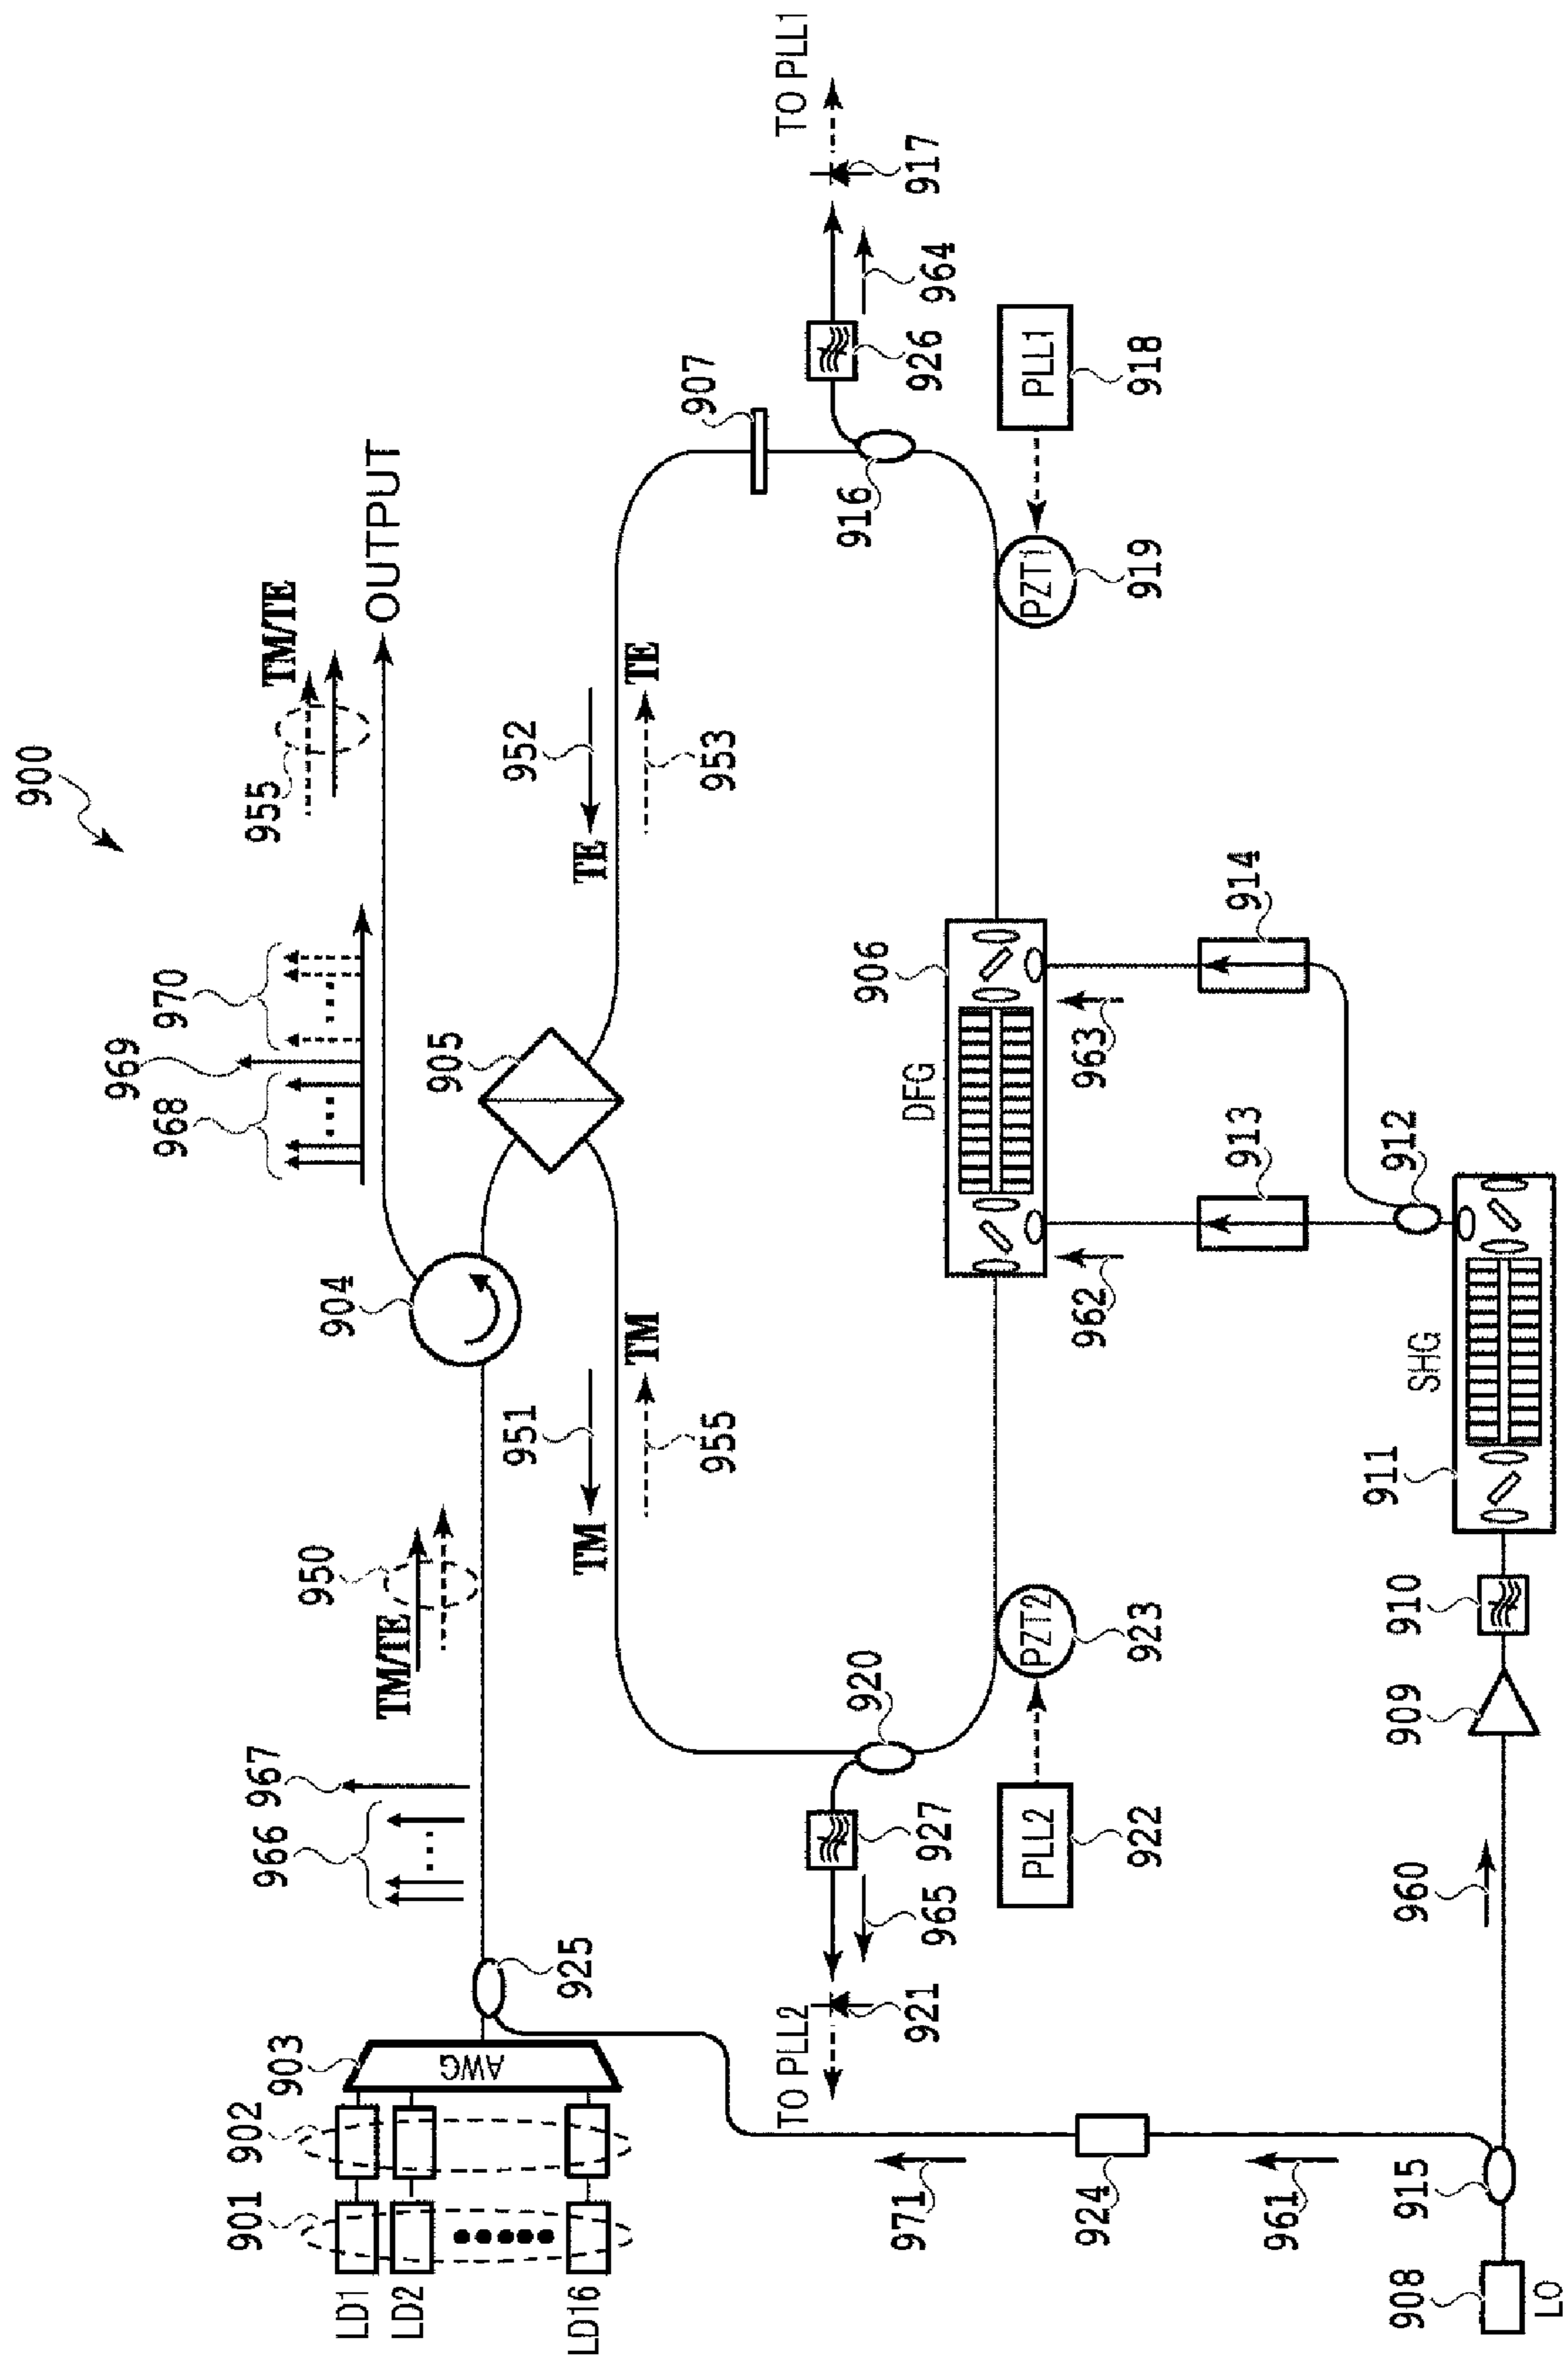 900
955
TM/TE
OUTPUT
968
969
970
904
905
950
TM/TE
966
967
925
903
AWG
902
901
LD1
LD2
LD16
951
TM
TM
955
952
TE
TE
953
907
916
926
964
917
TO PLL1
PLL1
918
PZT1
919
906
DFG
963
962
914
913
912
SHG
911
910
909
960
920
927
965
921
TO PLL2
PLL2
922
PZT2
923
971
924
961
915
908
LO